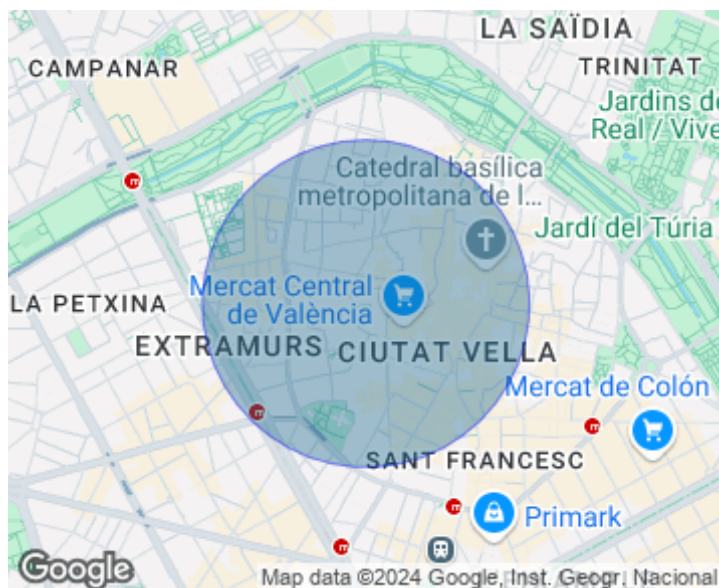 LA SAÏDIA
CAMPANAR
TRINITAT
Jardins de
Real / Vive
Catedral basílica
metropolitana de l...
Jardí del Túria
Mercat Central
de València
LA PETXINA
EXTRAMURS
CIUTAT VELLA
Mercat de Colón
SANT FRANCESC
Primark
Google
Map data ©2024 Google, Inst. Geogr. Nacional